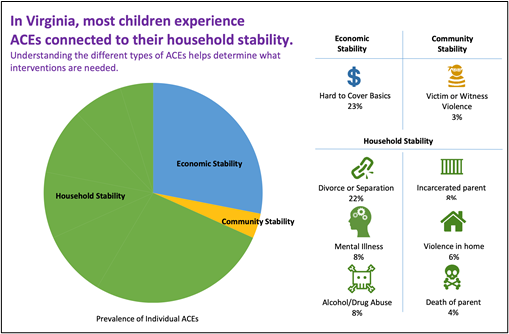 In Virginia, most children experience
ACEs connected to their household stability.
Understanding the different types of ACEs helps determine what
interventions are needed.
Economic Stability
Community Stability
Household Stability
Prevalence of Individual ACEs
Economic
Stability
Community
Stability
Hard to Cover Basics
23%
Victim or Witness
Violence
3%
Household Stability
Divorce or Separation
22%
Incarcerated parent
8%
Mental Illness
8%
Violence in home
6%
Alcohol/Drug Abuse
8%
Death of parent
4%